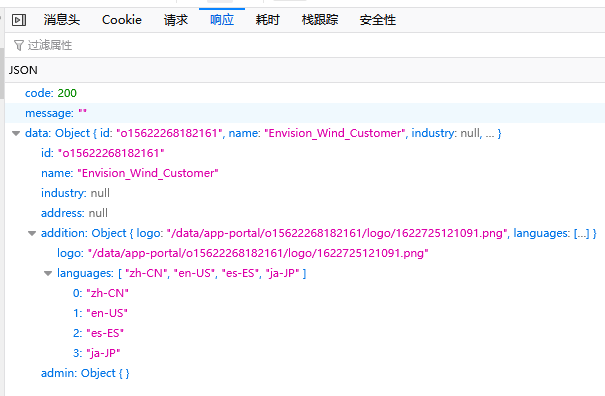 消息头 Cookie 请求 响应 耗时 栈跟踪 安全性
过滤属性
JSON
code: 200
message: ""
data: Object { id: "o15622268182161", name: "Envision_Wind_Customer", industry: null, … }
id: "o15622268182161"
name: "Envision_Wind_Customer"
industry: null
address: null
addition: Object { logo: "/data/app-portal/o15622268182161/logo/1622725121091.png", languages: […] }
logo: "/data/app-portal/o15622268182161/logo/1622725121091.png"
languages: [ "zh-CN", "en-US", "es-ES", "ja-JP" ]
0: "zh-CN"
1: "en-US"
2: "es-ES"
3: "ja-JP"
admin: Object { }